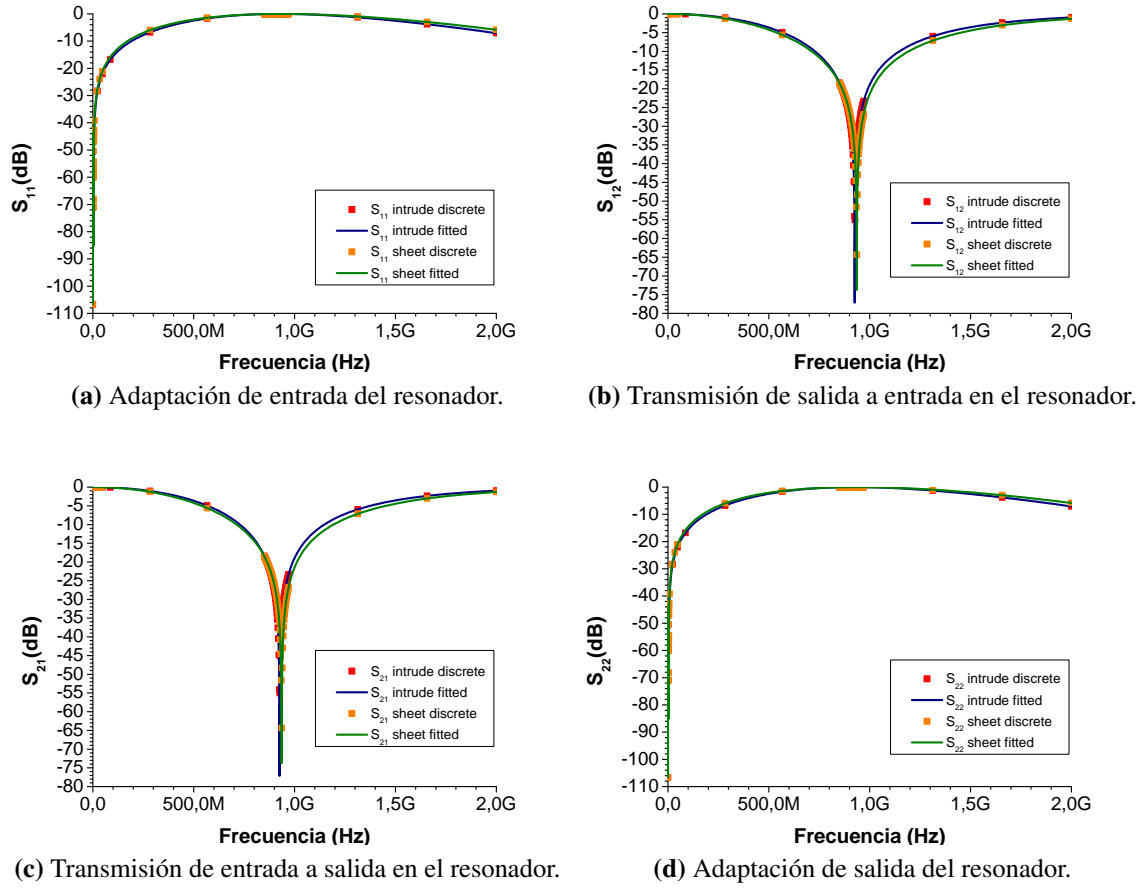 0
-10
-20
-30
-40
-50
-60
-70
-80
-90
-100
-110
S11(dB)
S11 intrude discrete
S11 intrude fitted
S11 sheet discrete
S11 sheet fitted
0,0 500,0M 1,0G 1,5G 2,0G
Frecuencia (Hz)
(a) Adaptación de entrada del resonador.
0
-5
-10
-15
-20
-25
-30
-35
-40
-45
-50
-55
-60
-65
-70
-75
-80
S12(dB)
S12 intrude discrete
S12 intrude fitted
S12 sheet discrete
S12 sheet fitted
0,0 500,0M 1,0G 1,5G 2,0G
Frecuencia (Hz)
(b) Transmisión de salida a entrada en el resonador.
0
-5
-10
-15
-20
-25
-30
-35
-40
-45
-50
-55
-60
-65
-70
-75
-80
S21(dB)
S21 intrude discrete
S21 intrude fitted
S21 sheet discrete
S21 sheet fitted
0,0 500,0M 1,0G 1,5G 2,0G
Frecuencia (Hz)
(c) Transmisión de entrada a salida en el resonador.
0
-10
-20
-30
-40
-50
-60
-70
-80
-90
-100
-110
S22(dB)
S22 intrude discrete
S22 intrude fitted
S22 sheet discrete
S22 sheet fitted
0,0 500,0M 1,0G 1,5G 2,0G
Frecuencia (Hz)
(d) Adaptación de salida del resonador.